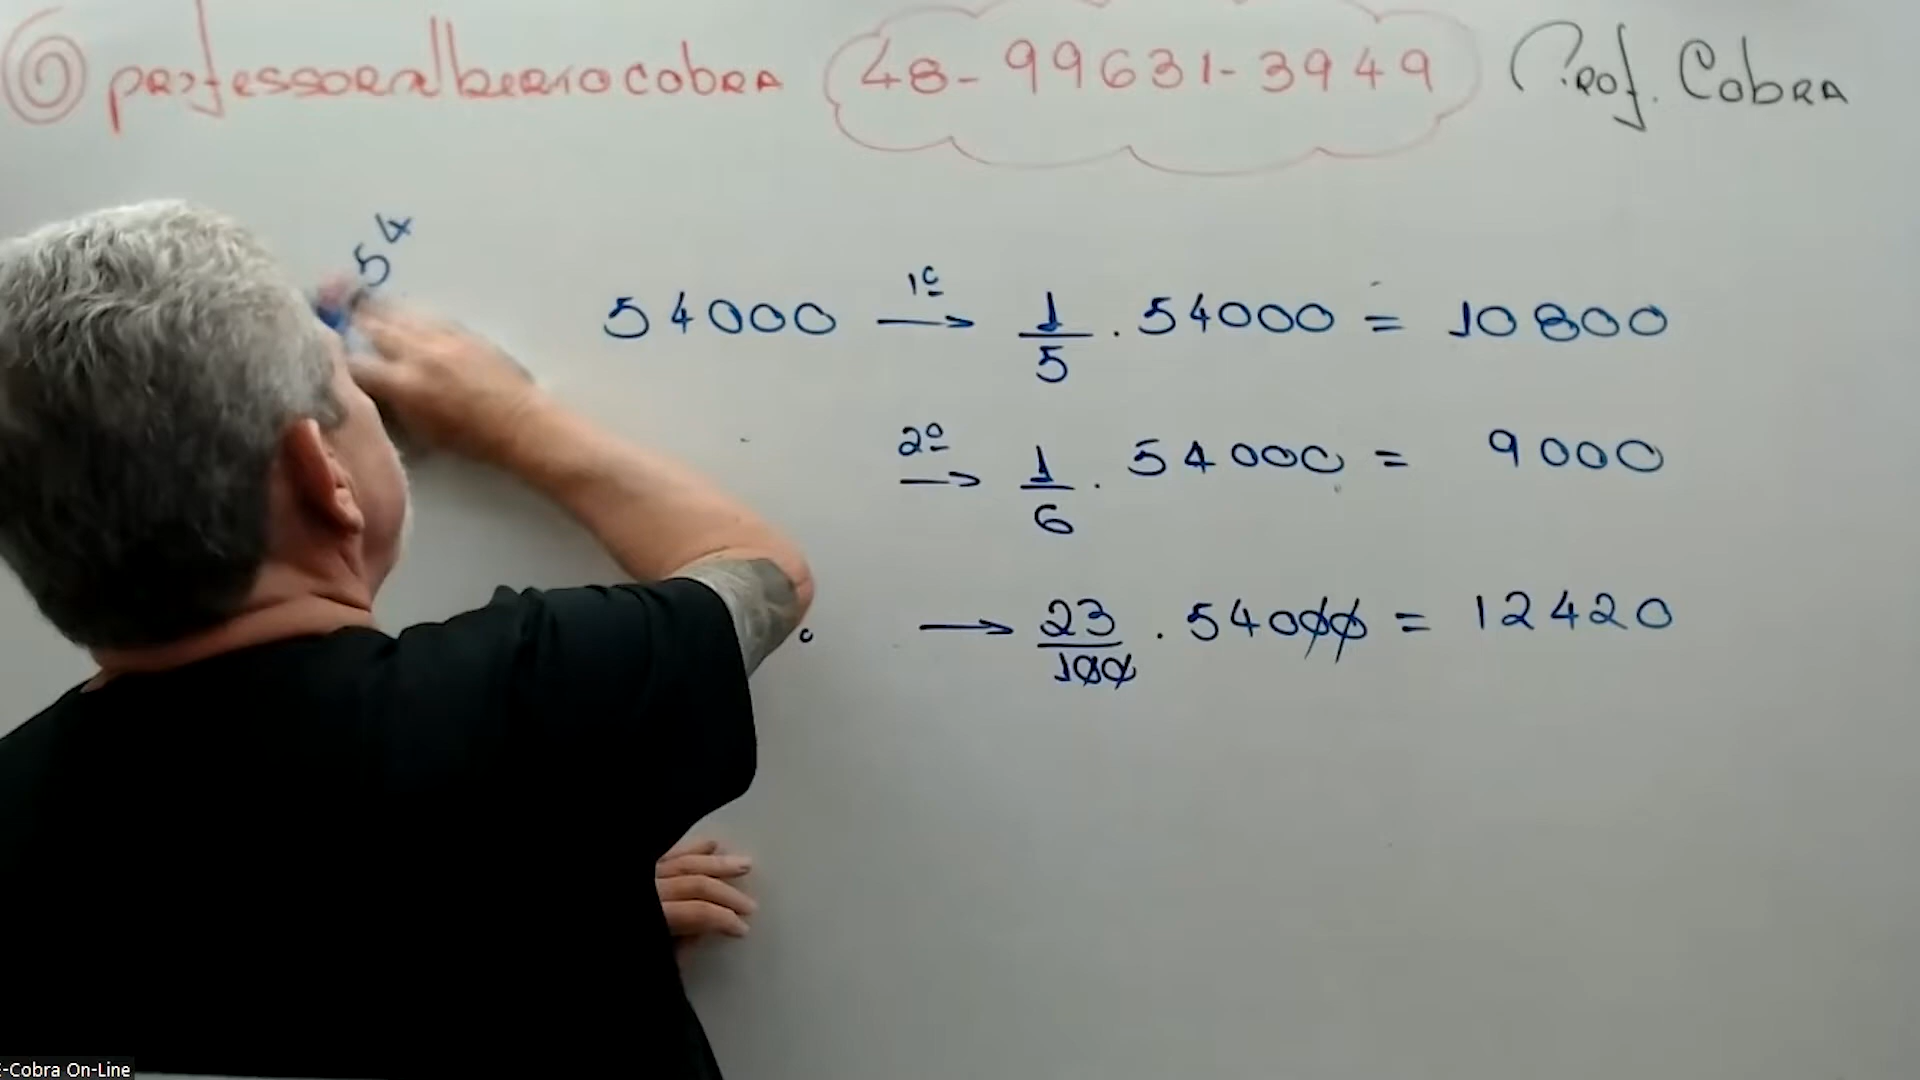 professoralbertocobra 48-99631-3949 Prof. Cobra
54
54000 1º → 1/5 . 54000 = 10800
2º → 1/6 . 54000 = 9000
→ 23/100 . 54000 = 12420
E-Cobra On-Line